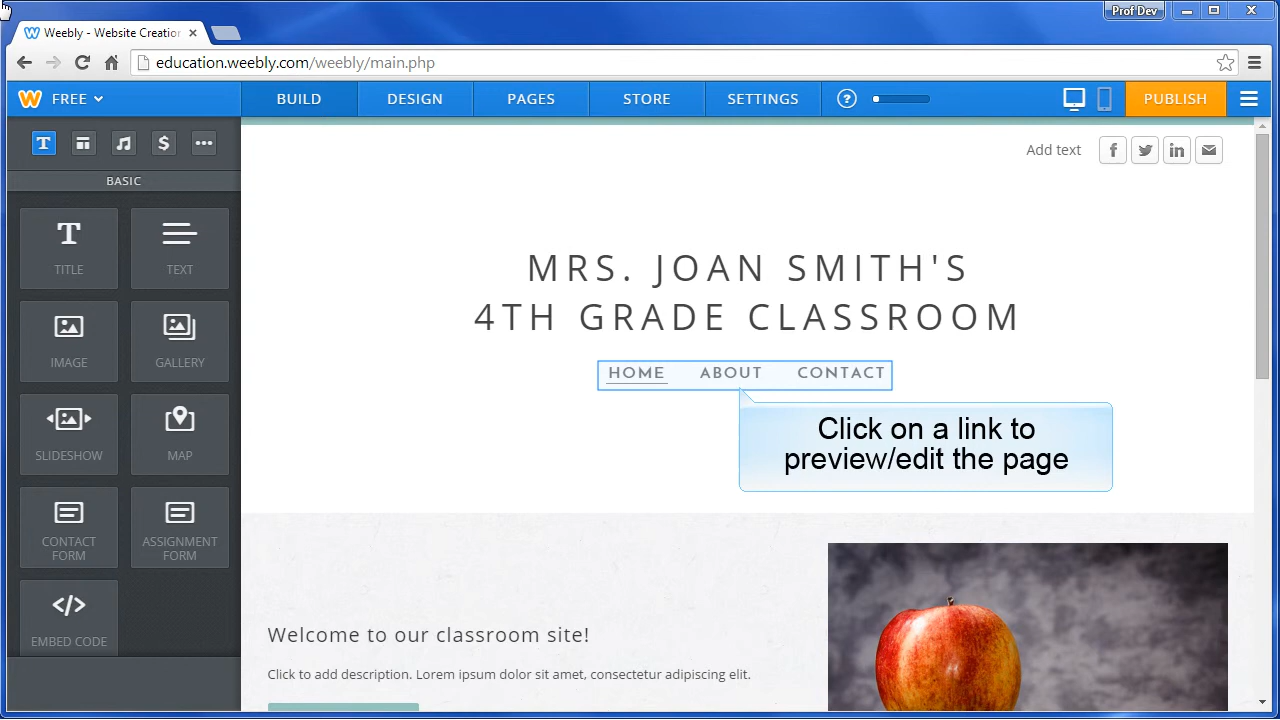 Prof Dev
Weebly - Website Creation
education.weebly.com/weebly/main.php
FREE
BUILD
DESIGN
PAGES
STORE
SETTINGS
?
PUBLISH
T
$
BASIC
Add text
f
in
MRS. JOAN SMITH'S
4TH GRADE CLASSROOM
T
TITLE
TEXT
IMAGE
GALLERY
HOME
ABOUT
CONTACT
SLIDESHOW
MAP
Click on a link to
preview/edit the page
CONTACT
FORM
ASSIGNMENT
FORM
</>
EMBED CODE
Welcome to our classroom site!
Click to add description. Lorem ipsum dolor sit amet, consectetur adipiscing elit.